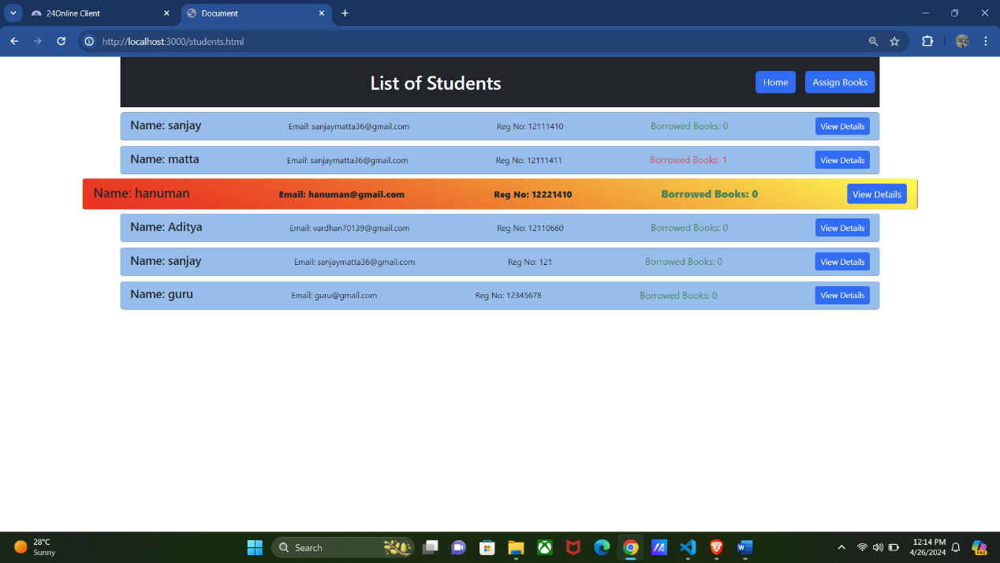 24Online Client
Document
http://localhost:3000/students.html
List of Students
Home
Assign Books
Name: sanjay Email: sanjaymatta36@gmail.com Reg No: 12111410 Borrowed Books: 0 View Details
Name: matta Email: sanjaymatta36@gmail.com Reg No: 12111411 Borrowed Books: 1 View Details
Name: hanuman Email: hanuman@gmail.com Reg No: 12221410 Borrowed Books: 0 View Details
Name: Aditya Email: vardhan70139@gmail.com Reg No: 12110660 Borrowed Books: 0 View Details
Name: sanjay Email: sanjaymatta36@gmail.com Reg No: 121 Borrowed Books: 0 View Details
Name: guru Email: guru@gmail.com Reg No: 12345678 Borrowed Books: 0 View Details
28°C
Sunny
Search
12:14 PM
4/26/2024
PRE